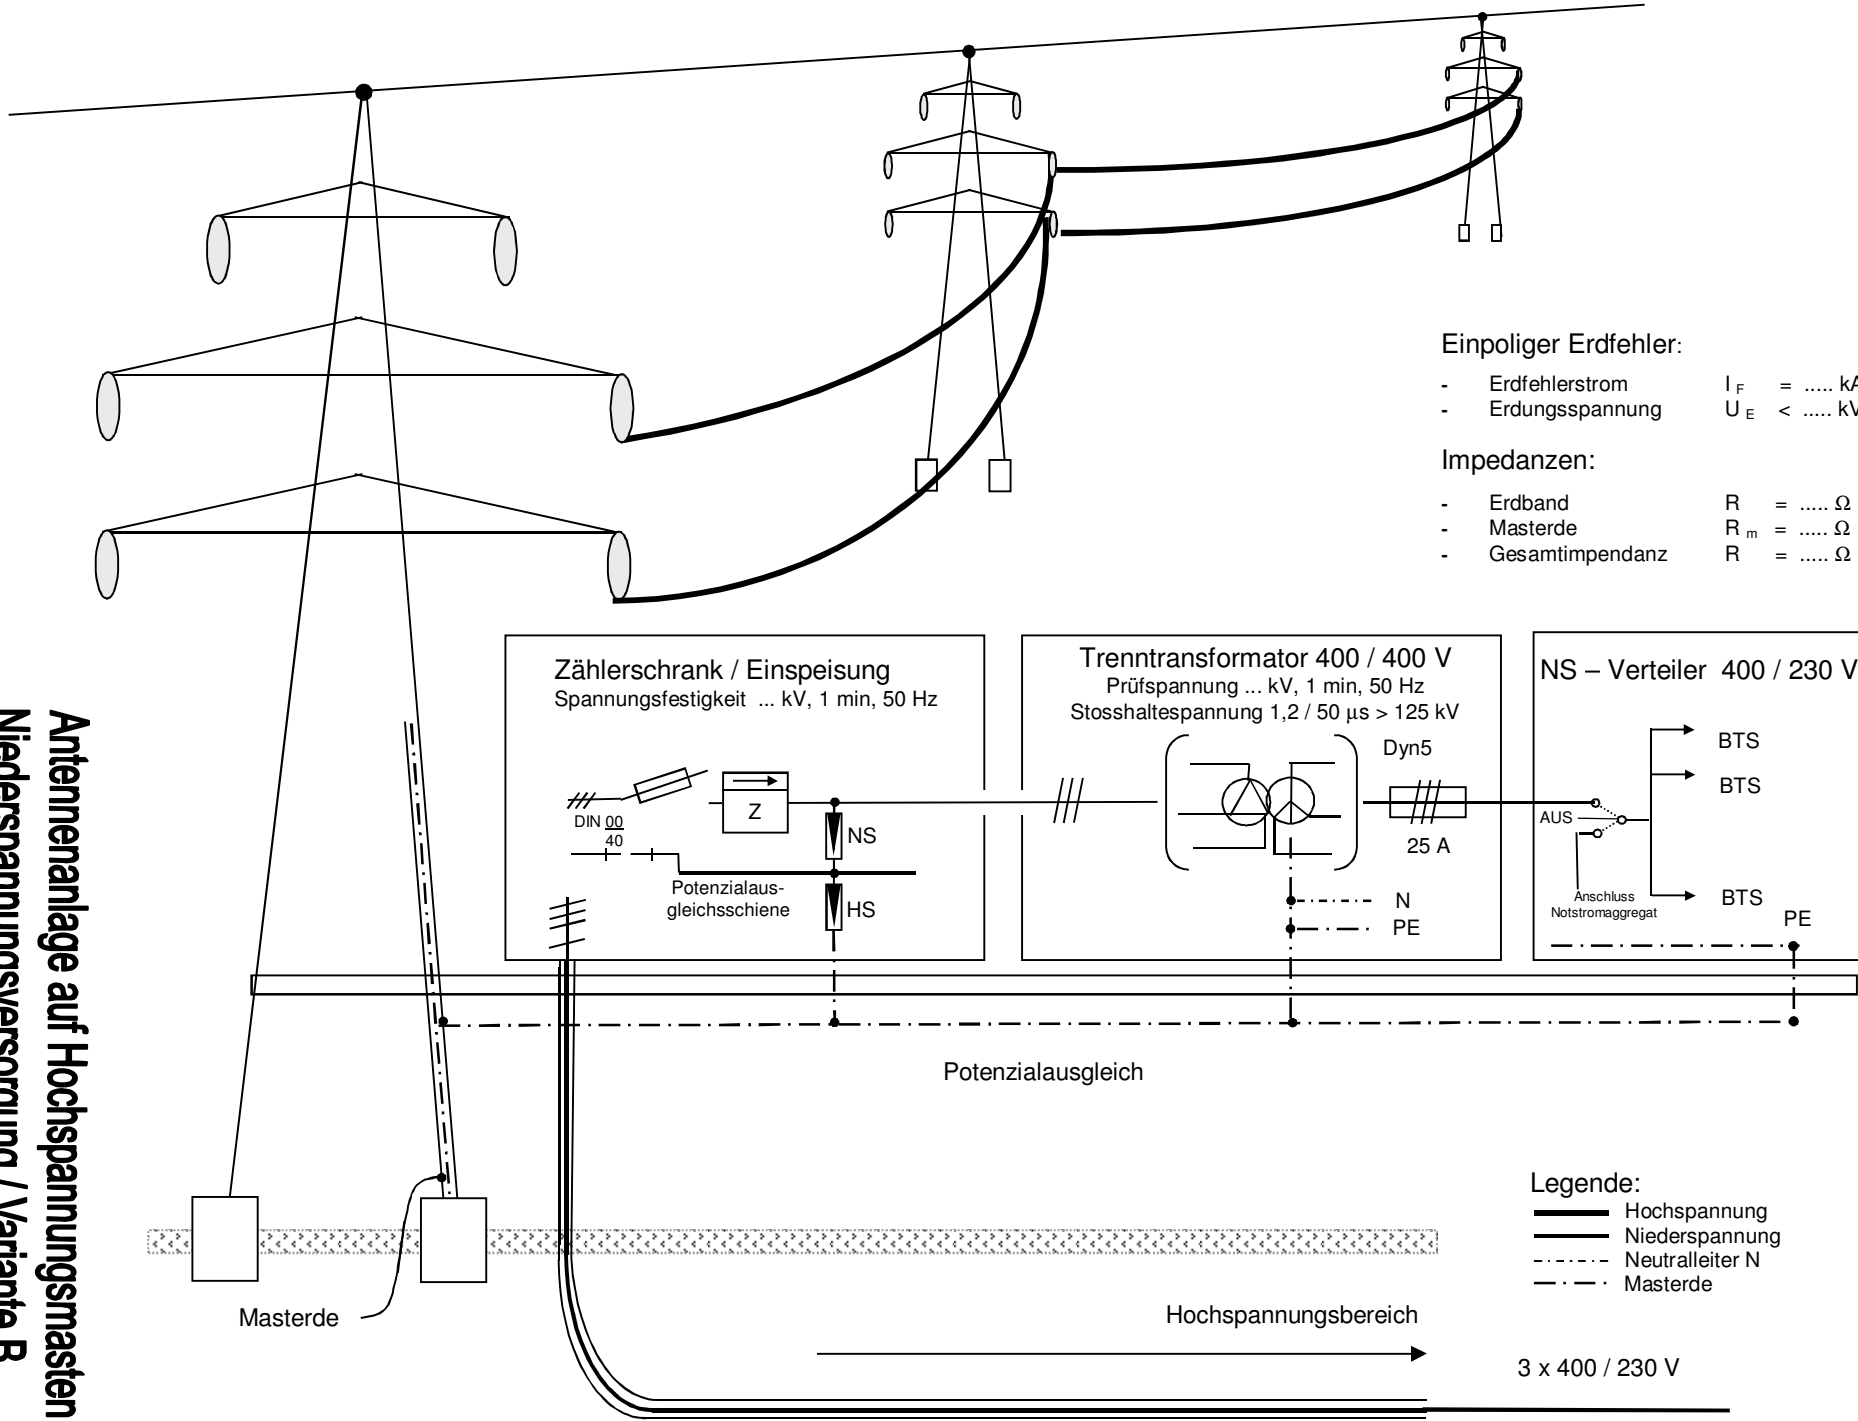 Antennenanlage auf Hochspannungsmasten
Niederspannungsversorgung / Variante B
Einpoliger Erdfehler:
- Erdfehlerstrom I F = ..... kA
- Erdungsspannung U E < ..... kV
Impedanzen:
- Erdband R = ..... Ω
- Masterde R m = ..... Ω
- Gesamtimpendanz R = ..... Ω
Zählerschrank / Einspeisung
Spannungsfestigkeit ... kV, 1 min, 50 Hz
DIN 00
40
Z
NS
Potenzialaus-
gleichsschiene
HS
Trenntransformator 400 / 400 V
Prüfspannung ... kV, 1 min, 50 Hz
Stosshaltespannung 1,2 / 50 µs > 125 kV
Dyn5
25 A
N
PE
NS – Verteiler 400 / 230 V
BTS
BTS
AUS
Anschluss
Notstromaggregat
BTS
PE
Potenzialausgleich
Legende:
Hochspannung
Niederspannung
Neutralleiter N
Masterde
Masterde
Hochspannungsbereich
3 x 400 / 230 V